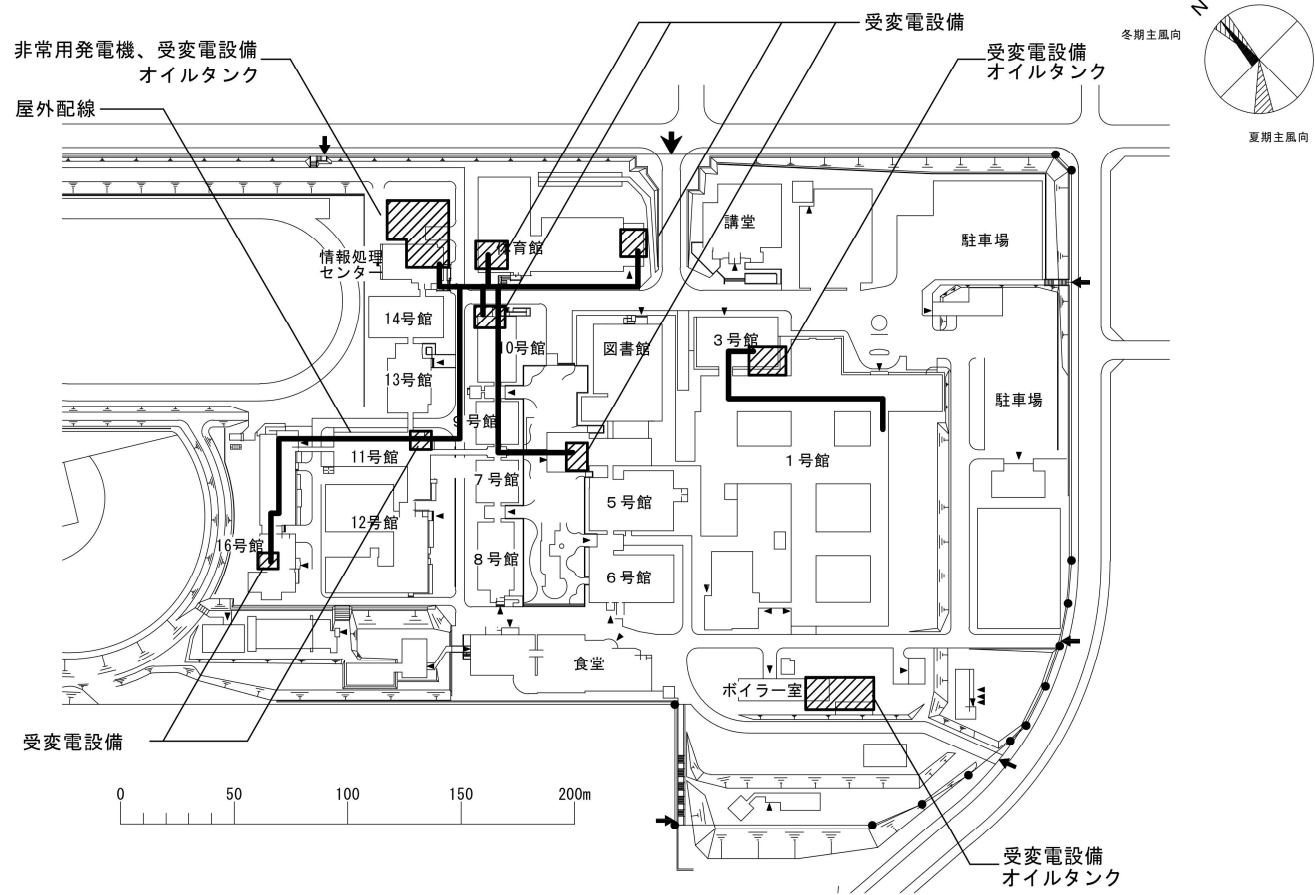 N
冬期主風向
夏期主風向
受変電設備
非常用発電機、受変電設備
オイルタンク
受変電設備
オイルタンク
屋外配線
講堂
駐車場
体育館
情報処理
センター
14号館
10号館
図書館
3号館
13号館
9号館
駐車場
11号館
7号館
1号館
5号館
12号館
16号館
8号館
6号館
食堂
ボイラー室
受変電設備
0 50 100 150 200m
受変電設備
オイルタンク